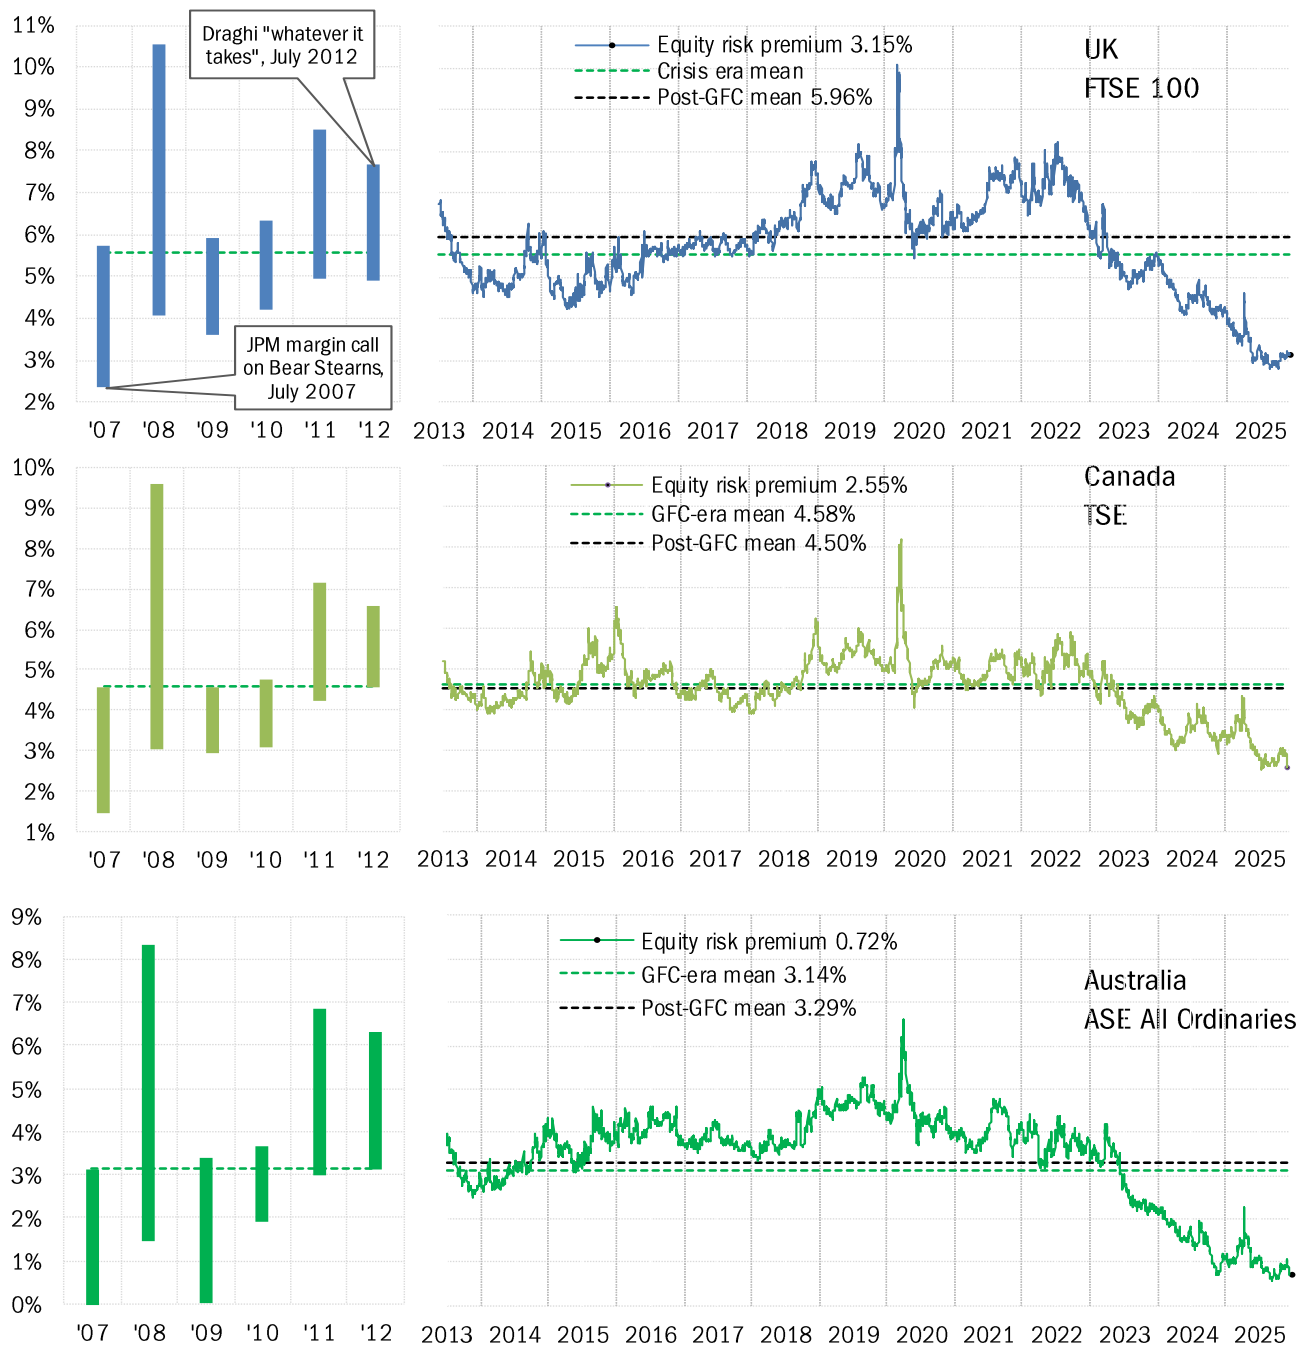 11%
10%
9%
8%
7%
6%
5%
4%
3%
2%
Draghi "whatever it
takes", July 2012
JPM margin call
on Bear Stearns,
July 2007
'07 '08 '09 '10 '11 '12
Equity risk premium 3.15%
Crisis era mean
Post-GFC mean 5.96%
UK
FTSE 100
2013 2014 2015 2016 2017 2018 2019 2020 2021 2022 2023 2024 2025
10%
9%
8%
7%
6%
5%
4%
3%
2%
1%
'07 '08 '09 '10 '11 '12
Equity risk premium 2.55%
GFC-era mean 4.58%
Post-GFC mean 4.50%
Canada
TSE
2013 2014 2015 2016 2017 2018 2019 2020 2021 2022 2023 2024 2025
9%
8%
7%
6%
5%
4%
3%
2%
1%
0%
'07 '08 '09 '10 '11 '12
Equity risk premium 0.72%
GFC-era mean 3.14%
Post-GFC mean 3.29%
Australia
ASE All Ordinaries
2013 2014 2015 2016 2017 2018 2019 2020 2021 2022 2023 2024 2025